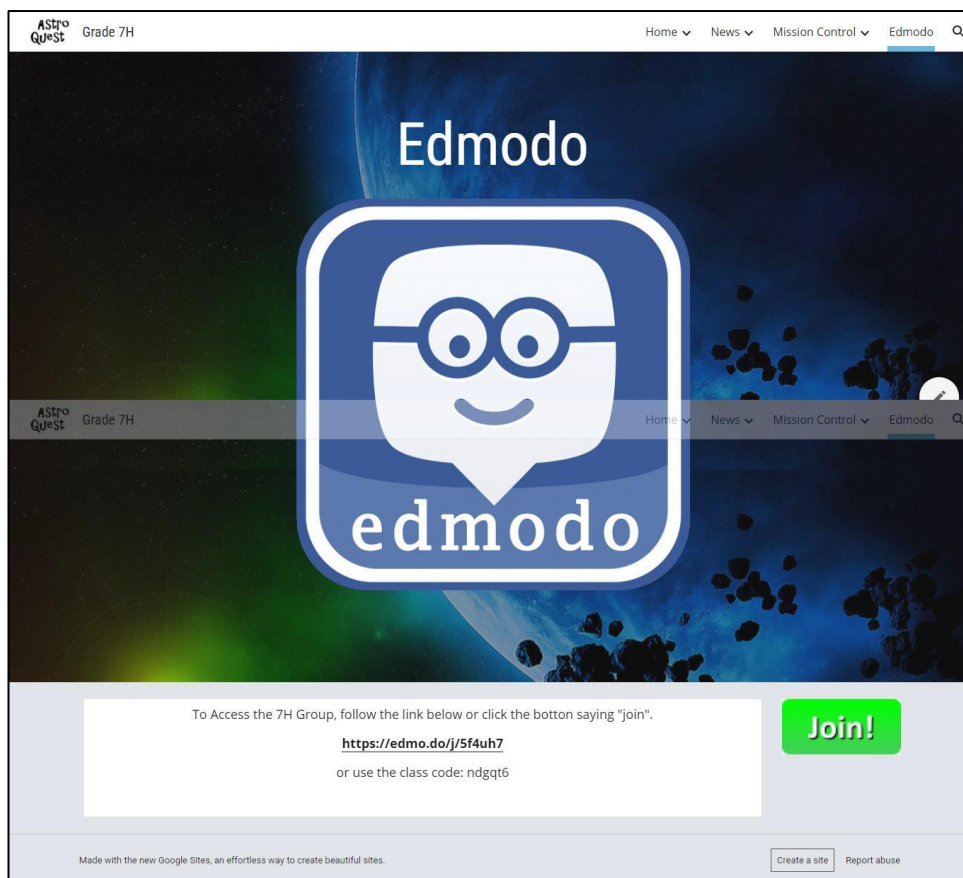 Astro Quest Grade 7H Home News Mission Control Edmodo
Edmodo
Astro Quest Grade 7H Home News Mission Control Edmodo
edmodo
To Access the 7H Group, follow the link below or click the botton saying "join".
Join!
https://edmo.do/j/5f4uh7
or use the class code: ndgqt6
Made with the new Google Sites, an effortless way to create beautiful sites. Create a site Report abuse